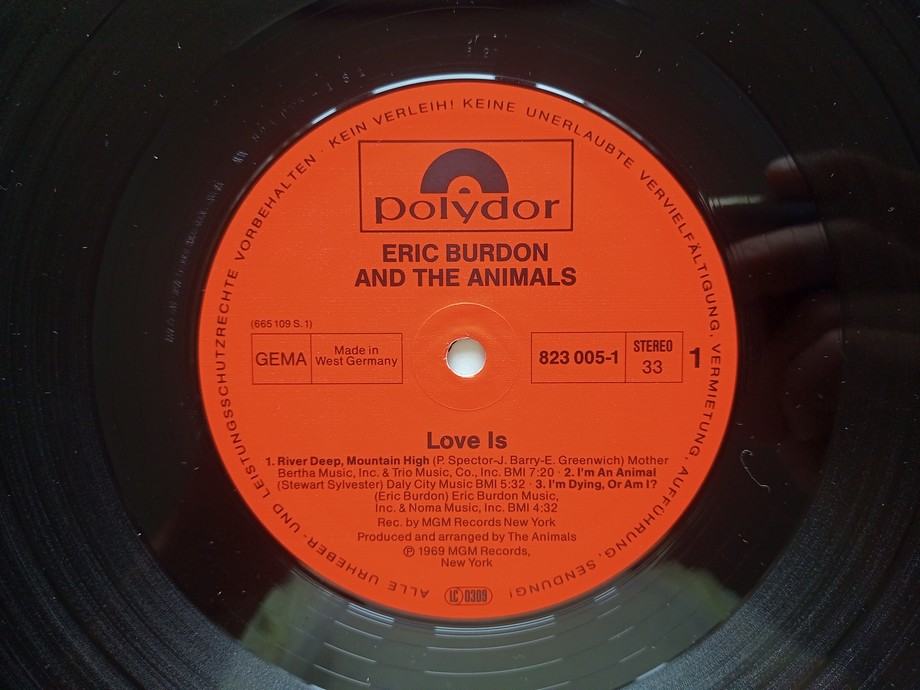 ALLE URHEBER- UND LEISTUNGSSCHUTZRECHTE VORBEHALTEN · KEIN VERLEIH! KEINE UNERLAUBTE VERVIELFÄLTIGUNG, VERMIETUNG, AUFFÜHRUNG, SENDUNG!
polydor
ERIC BURDON
AND THE ANIMALS
(665 109 S. 1)
GEMA
Made in
West Germany
823 005-1
STEREO
33
1
Love Is
1. River Deep, Mountain High (P. Spector-J. Barry-E. Greenwich) Mother
Bertha Music, Inc. & Trio Music, Co., Inc. BMI 7:20 · 2. I'm An Animal
(Stewart Sylvester) Daly City Music BMI 5:32 · 3. I'm Dying, Or Am I?
(Eric Burdon) Eric Burdon Music,
Inc. & Noma Music, Inc. BMI 4:32
Rec. by MGM Records New York
Produced and arranged by The Animals
℗ 1969 MGM Records,
New York
LC 0309